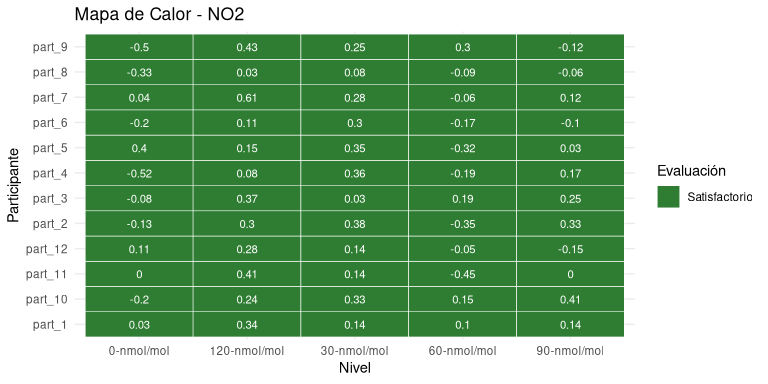 Mapa de Calor - NO2
part_9 -0.5 0.43 0.25 0.3 -0.12
part_8 -0.33 0.03 0.08 -0.09 -0.06
part_7 0.04 0.61 0.28 -0.06 0.12
part_6 -0.2 0.11 0.3 -0.17 -0.1
part_5 0.4 0.15 0.35 -0.32 0.03
part_4 -0.52 0.08 0.36 -0.19 0.17
part_3 -0.08 0.37 0.03 0.19 0.25
part_2 -0.13 0.3 0.38 -0.35 0.33
part_12 0.11 0.28 0.14 -0.05 -0.15
part_11 0 0.41 0.14 -0.45 0
part_10 -0.2 0.24 0.33 0.15 0.41
part_1 0.03 0.34 0.14 0.1 0.14
0-nmol/mol 120-nmol/mol 30-nmol/mol 60-nmol/mol 90-nmol/mol
Nivel
Participante
Evaluación
Satisfactorio